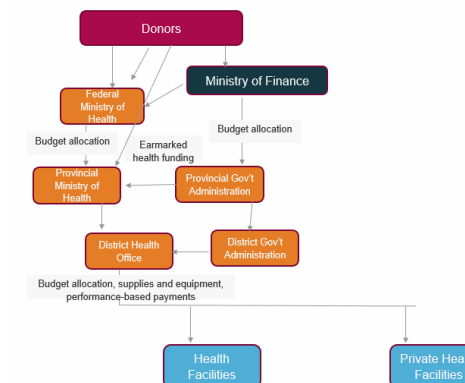 Donors
Ministry of Finance
Federal
Ministry of
Health
Budget allocation
Budget allocation
Earmarked
health funding
Provincial
Ministry of
Health
Provincial Gov't
Administration
District Health
Office
District Gov't
Administration
Budget allocation, supplies and equipment,
performance-based payments
Health
Facilities
Private Hea
Facilities